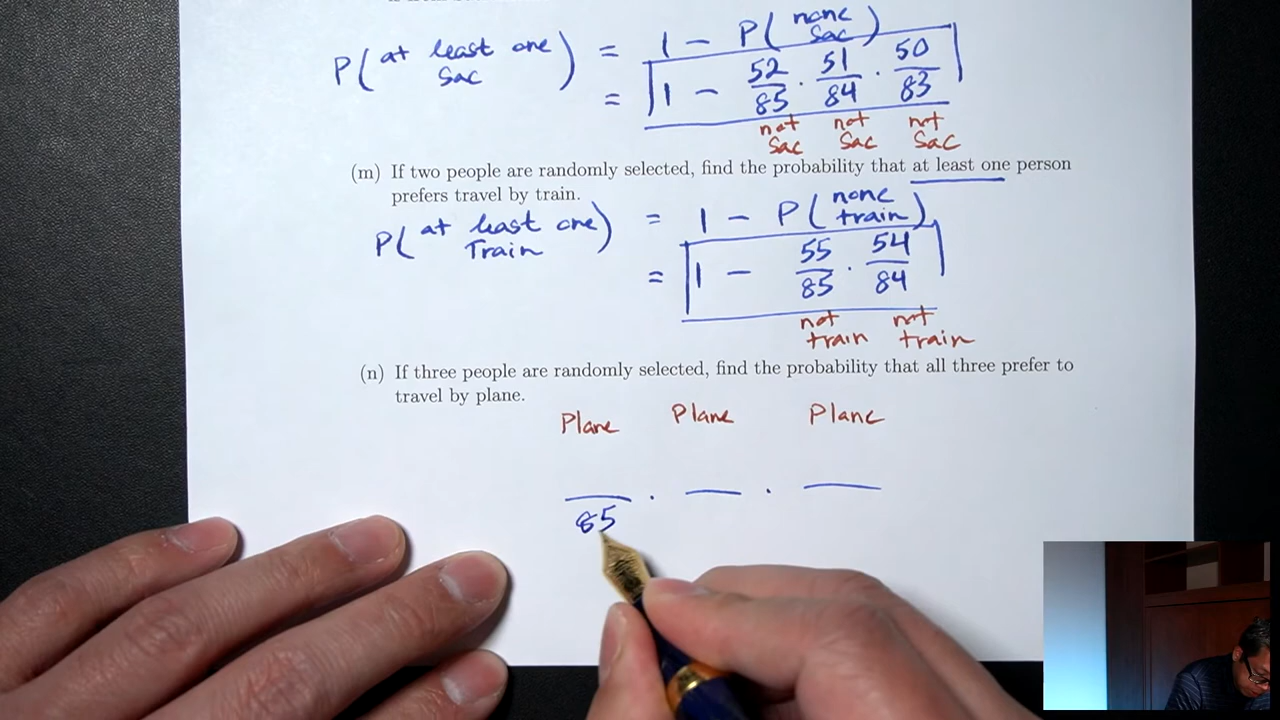 P( at least one Sac ) = 1 - P( none Sac )
= 1 - 52/85 · 51/84 · 50/83
not Sac not Sac not Sac
(m) If two people are randomly selected, find the probability that at least one person
prefers travel by train.
P( at least one Train ) = 1 - P( none train )
= 1 - 55/85 · 54/84
not train not train
(n) If three people are randomly selected, find the probability that all three prefer to
travel by plane.
Plane Plane Plane
__ · __ · __
85